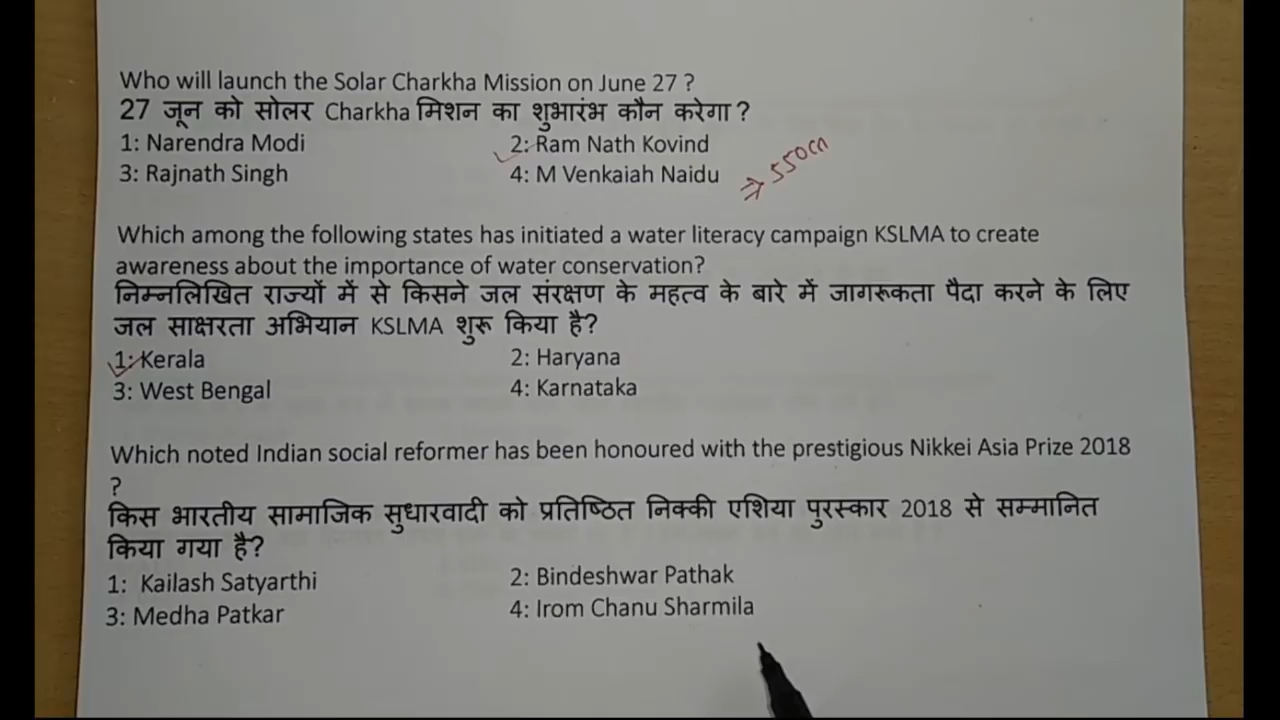 Who will launch the Solar Charkha Mission on June 27 ?
27 जून को सोलर Charkha मिशन का शुभारंभ कौन करेगा ?
1: Narendra Modi 2: Ram Nath Kovind
3: Rajnath Singh 4: M Venkaiah Naidu
⇒ 550cr
Which among the following states has initiated a water literacy campaign KSLMA to create
awareness about the importance of water conservation?
निम्नलिखित राज्यों में से किसने जल संरक्षण के महत्व के बारे में जागरूकता पैदा करने के लिए
जल साक्षरता अभियान KSLMA शुरू किया है?
1: Kerala 2: Haryana
3: West Bengal 4: Karnataka
Which noted Indian social reformer has been honoured with the prestigious Nikkei Asia Prize 2018
?
किस भारतीय सामाजिक सुधारवादी को प्रतिष्ठित निक्की एशिया पुरस्कार 2018 से सम्मानित
किया गया है?
1: Kailash Satyarthi 2: Bindeshwar Pathak
3: Medha Patkar 4: Irom Chanu Sharmila